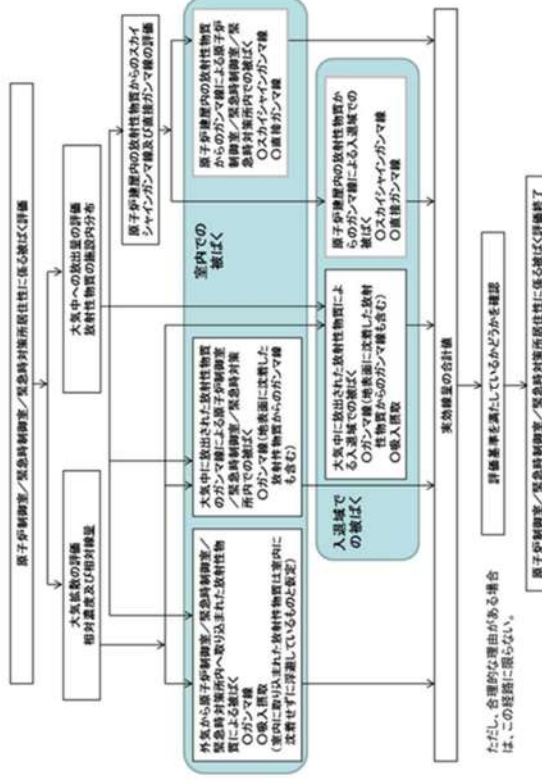 原子炉制御室/緊急時制御室/緊急時対策所居住性に係る被ばく評価
大気拡散の評価
相対濃度及び相対線量
大気中への放出量の評価
放射性物質の施設内分布
原子炉建屋内の放射性物質からのスカイ
シャインガンマ線及び直接ガンマ線の評価
室内での
被ばく
外気から原子炉制御室/緊急時制御室/
緊急時対策所内へ取り込まれた放射性物
質による被ばく
○ガンマ線
○吸入摂取
(室内に取り込まれた放射性物質は室内に
沈着せずに浮遊しているものと仮定)
大気中に放出された放射性物質
のガンマ線による原子炉制御室
/緊急時制御室/緊急時対策
所内での被ばく
○ガンマ線(地表面に沈着した
放射性物質からのガンマ線
も含む)
原子炉建屋内の放射性物質
からのガンマ線による原子炉
制御室/緊急時制御室/緊
急時対策所内での被ばく
○スカイシャインガンマ線
○直接ガンマ線
入退域で
の被ばく
大気中に放出された放射性物質によ
る入退域での被ばく
○ガンマ線(地表面に沈着した放射
性物質からのガンマ線も含む)
○吸入摂取
原子炉建屋内の放射性物質か
らのガンマ線による入退域での
被ばく
○スカイシャインガンマ線
○直接ガンマ線
実効線量の合計値
ただし、合理的な理由がある場合
は、この経路に限らない。
評価基準を満たしているかどうかを確認
原子炉制御室/緊急時制御室/緊急時対策所居住性に係る被ばく評価終了